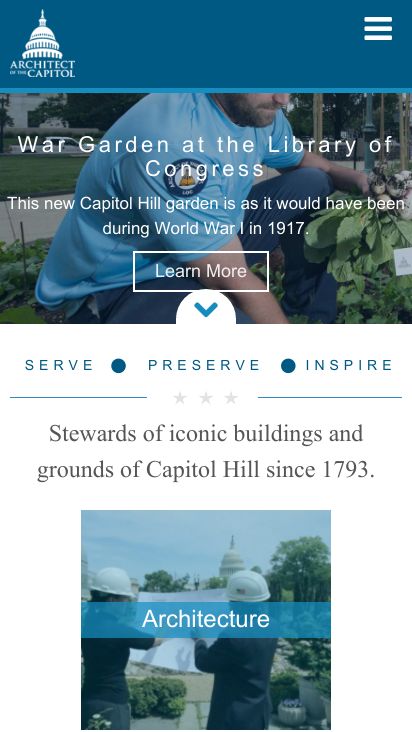 ARCHITECT
OF THE CAPITOL
War Garden at the Library of
Congress
This new Capitol Hill garden is as it would have been
during World War I in 1917.
Learn More
SERVE ● PRESERVE ● INSPIRE
Stewards of iconic buildings and
grounds of Capitol Hill since 1793.
Architecture